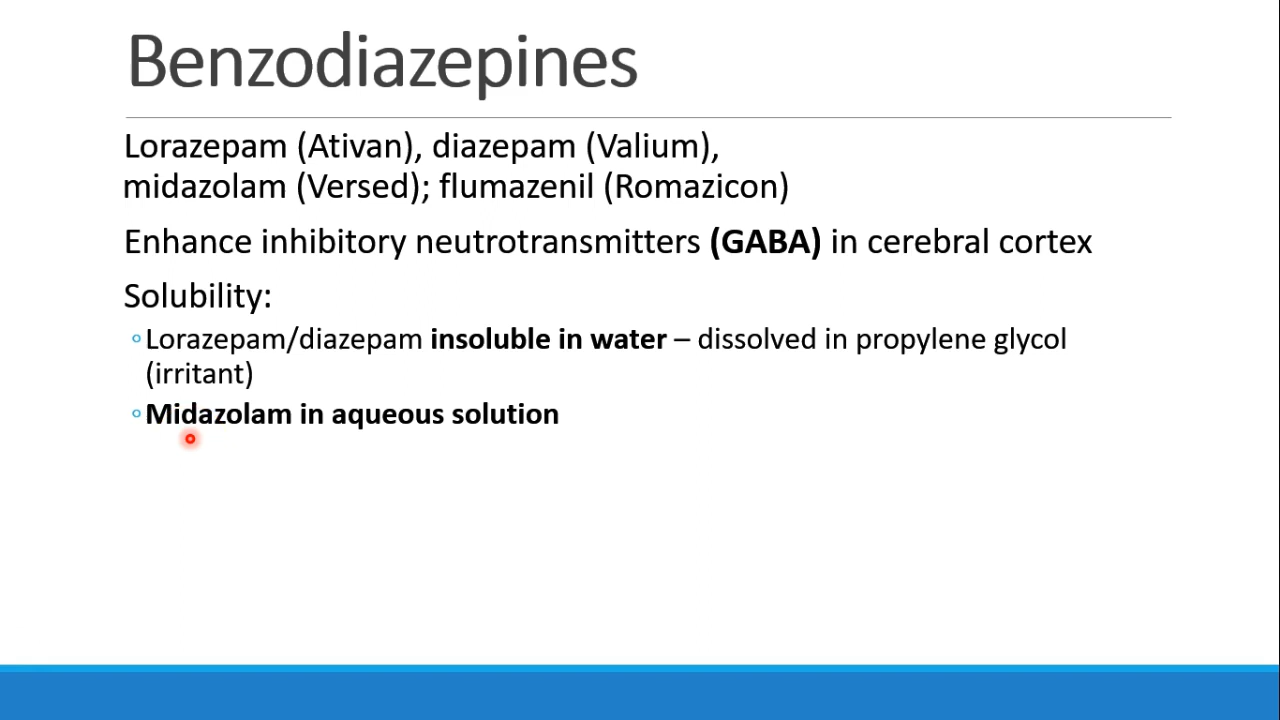 Benzodiazepines
Lorazepam (Ativan), diazepam (Valium),
midazolam (Versed); flumazenil (Romazicon)
Enhance inhibitory neutrotransmitters (GABA) in cerebral cortex
Solubility:
◦Lorazepam/diazepam insoluble in water – dissolved in propylene glycol
(irritant)
◦Midazolam in aqueous solution